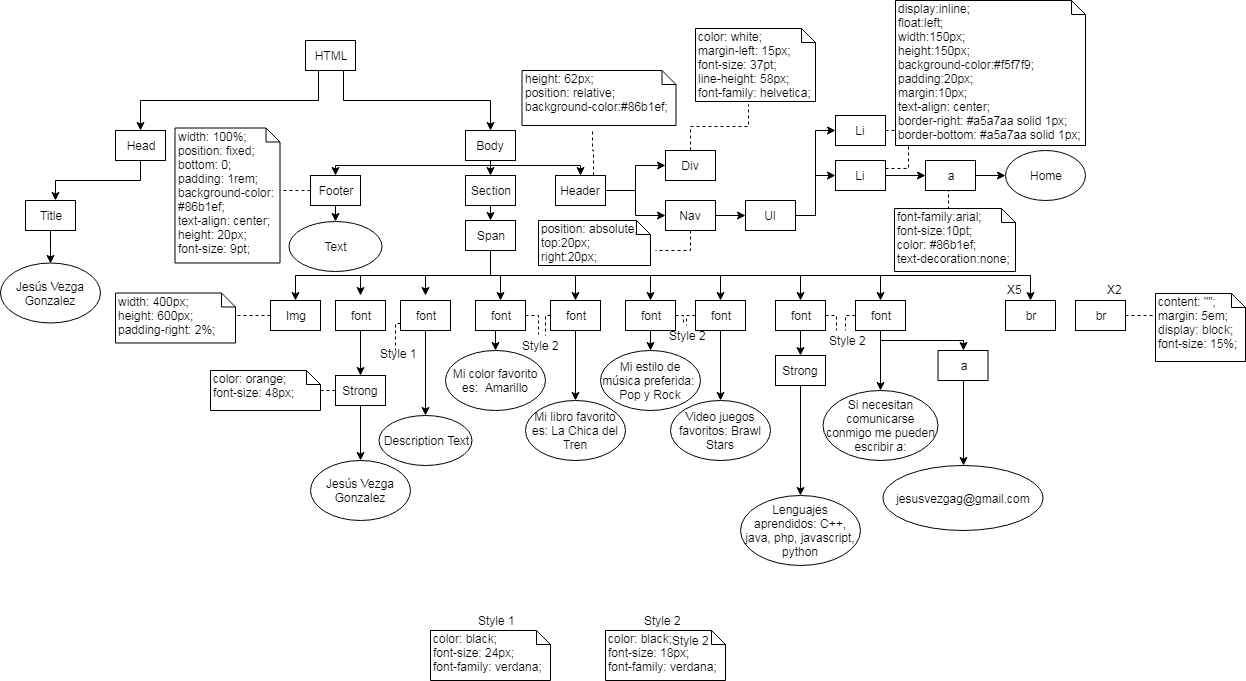 HTML
Head
Title
Jesús Vezga
Gonzalez
Body
width: 100%;
position: fixed;
bottom: 0;
padding: 1rem;
background-color:
#86b1ef;
text-align: center;
height: 20px;
font-size: 9pt;
Footer
Text
Section
Span
height: 62px;
position: relative;
background-color:#86b1ef;
Header
color: white;
margin-left: 15px;
font-size: 37pt;
line-height: 58px;
font-family: helvetica;
Div
Nav
position: absolute;
top:20px;
right:20px;
Ul
display:inline;
float:left;
width:150px;
height:150px;
background-color:#f5f7f9;
padding:20px;
margin:10px;
text-align: center;
border-right: #a5a7aa solid 1px;
border-bottom: #a5a7aa solid 1px;
Li
Li
a
Home
font-family:arial;
font-size:10pt;
color: #86b1ef;
text-decoration:none;
width: 400px;
height: 600px;
padding-right: 2%;
Img
font
font
font
font
font
font
font
font
X5
br
X2
br
content: "";
margin: 5em;
display: block;
font-size: 15%;
Style 1
Style 2
Style 2
Style 2
color: orange;
font-size: 48px;
Strong
Jesús Vezga
Gonzalez
Description Text
Mi color favorito
es: Amarillo
Mi libro favorito
es: La Chica del
Tren
Mi estilo de
música preferida:
Pop y Rock
Video juegos
favoritos: Brawl
Stars
Strong
Lenguajes
aprendidos: C++,
java, php, javascript,
python
Si necesitan
comunicarse
conmigo me pueden
escribir a:
a
jesusvezgag@gmail.com
Style 1
color: black;
font-size: 24px;
font-family: verdana;
Style 2
color: black;
Style 2
font-size: 18px;
font-family: verdana;